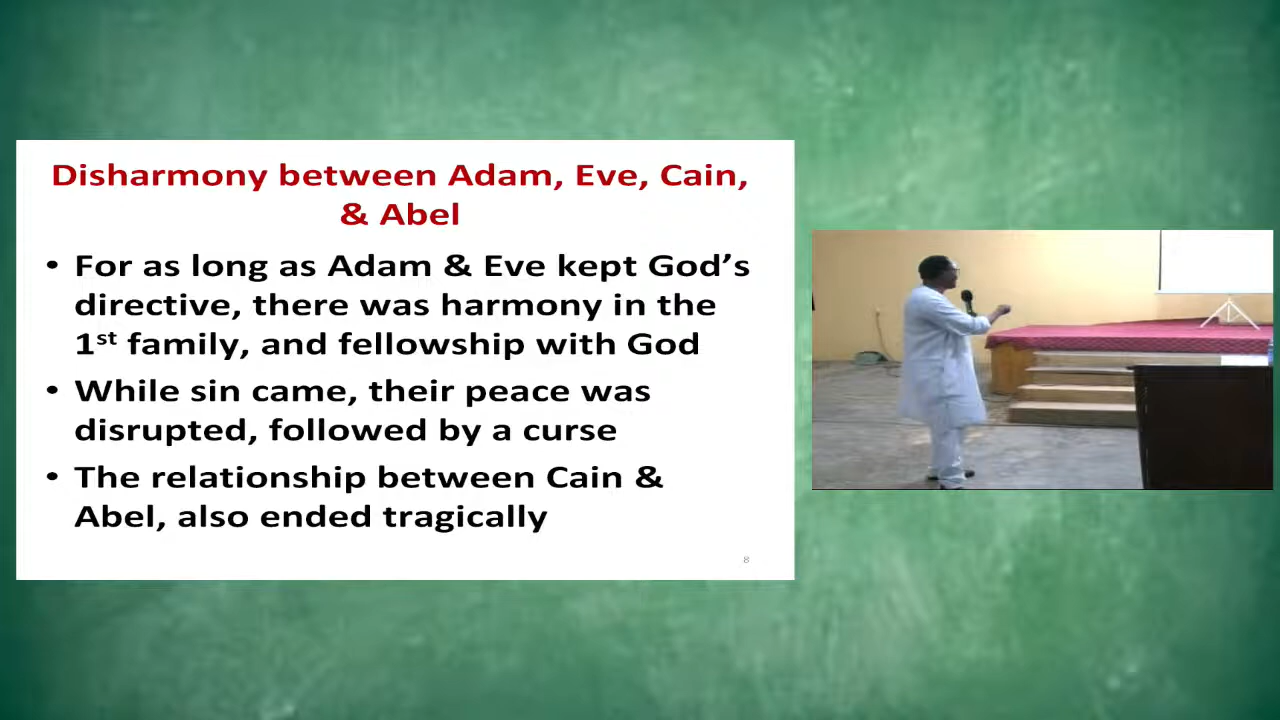 Disharmony between Adam, Eve, Cain,
& Abel
• For as long as Adam & Eve kept God’s
directive, there was harmony in the
1st family, and fellowship with God
• While sin came, their peace was
disrupted, followed by a curse
• The relationship between Cain &
Abel, also ended tragically
8